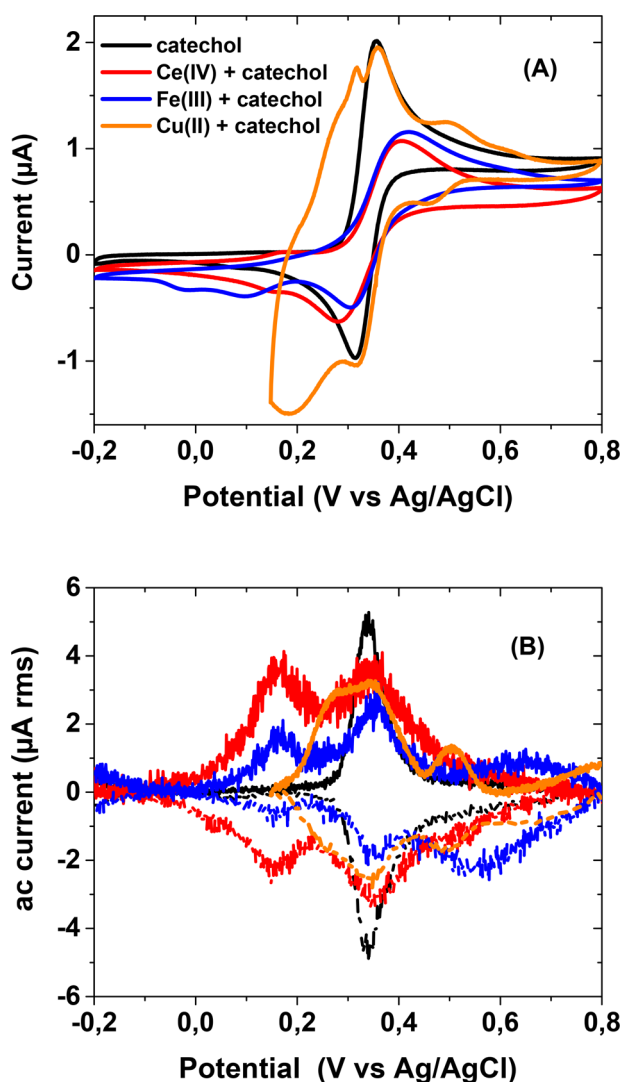 2
1
0
-1
Current (µA)
catechol
Ce(IV) + catechol
Fe(III) + catechol
Cu(II) + catechol
(A)
-0,2 0,0 0,2 0,4 0,6 0,8
Potential (V vs Ag/AgCl)
6
4
2
0
-2
-4
-6
ac current (µA rms)
(B)
-0,2 0,0 0,2 0,4 0,6 0,8
Potential (V vs Ag/AgCl)